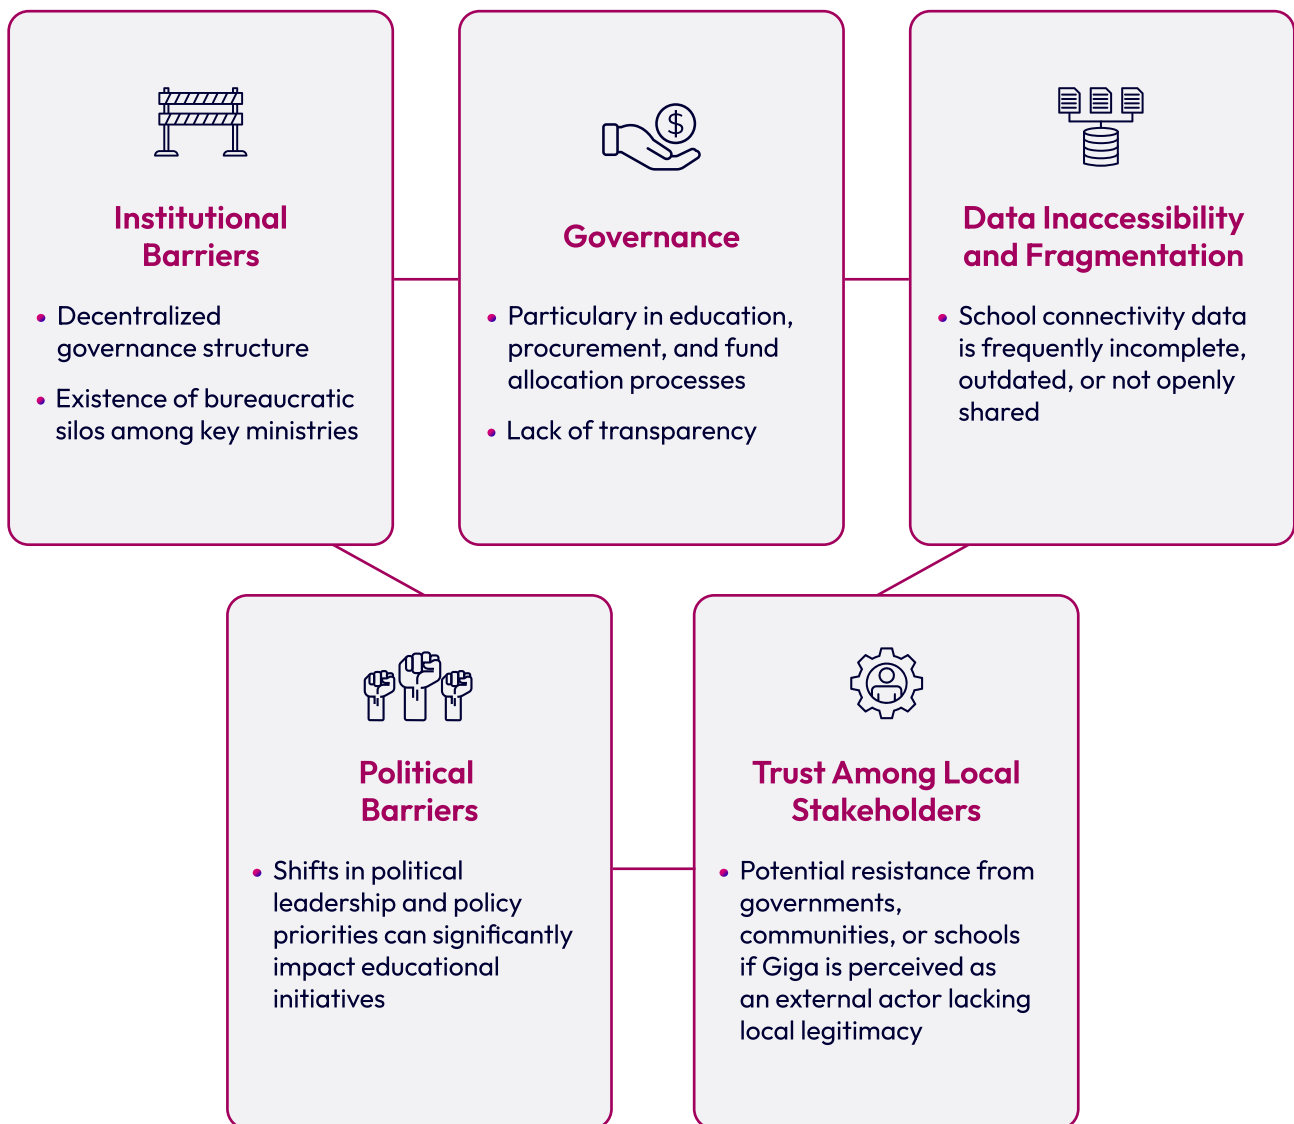 Institutional
Barriers
Decentralized
governance structure
Existence of bureaucratic
silos among key ministries
Governance
Particulary in education,
procurement, and fund
allocation processes
Lack of transparency
Data Inaccessibility
and Fragmentation
School connectivity data
is frequently incomplete,
outdated, or not openly
shared
Political
Barriers
Shifts in political
leadership and policy
priorities can significantly
impact educational
initiatives
Trust Among Local
Stakeholders
Potential resistance from
governments,
communities, or schools
if Giga is perceived as
an external actor lacking
local legitimacy